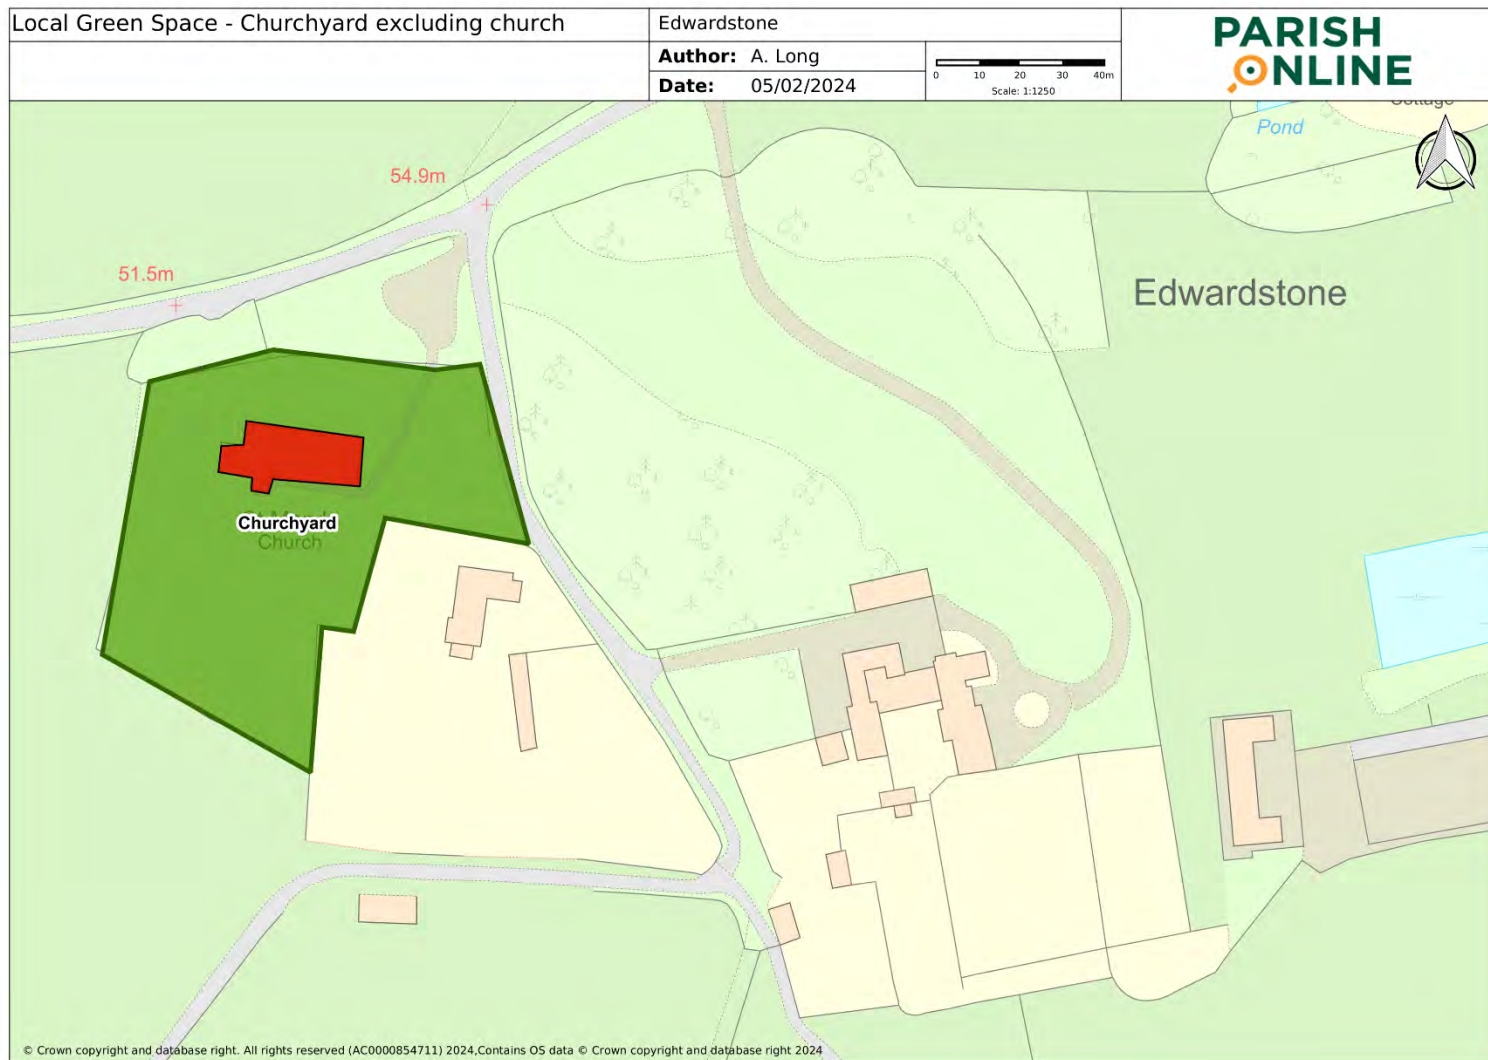 Local Green Space - Churchyard excluding church
Edwardstone
Author: A. Long
Date: 05/02/2024
0 10 20 30 40m
Scale: 1:1250
PARISH
ONLINE
Cottage
Pond
54.9m
51.5m
Edwardstone
Churchyard
Church
© Crown copyright and database right. All rights reserved (AC0000854711) 2024,Contains OS data © Crown copyright and database right 2024